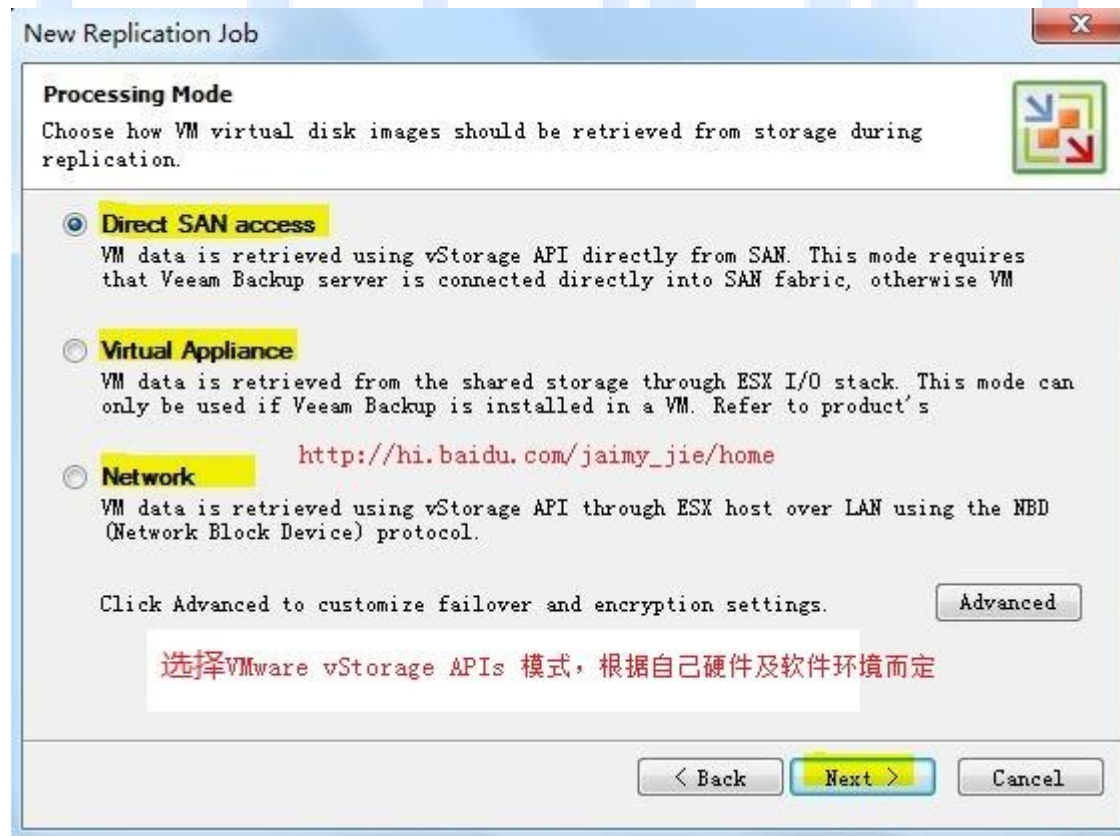 New Replication Job
Processing Mode
Choose how VM virtual disk images should be retrieved from storage during
replication.
Direct SAN access
VM data is retrieved using vStorage API directly from SAN. This mode requires
that Veeam Backup server is connected directly into SAN fabric, otherwise VM
Virtual Appliance
VM data is retrieved from the shared storage through ESX I/O stack. This mode can
only be used if Veeam Backup is installed in a VM. Refer to product's
http://hi.baidu.com/jaimy_jie/home
Network
VM data is retrieved using vStorage API through ESX host over LAN using the NBD
(Network Block Device) protocol.
Click Advanced to customize failover and encryption settings.
Advanced
选择VMware vStorage APIs 模式，根据自己硬件及软件环境而定
< Back
Next >
Cancel